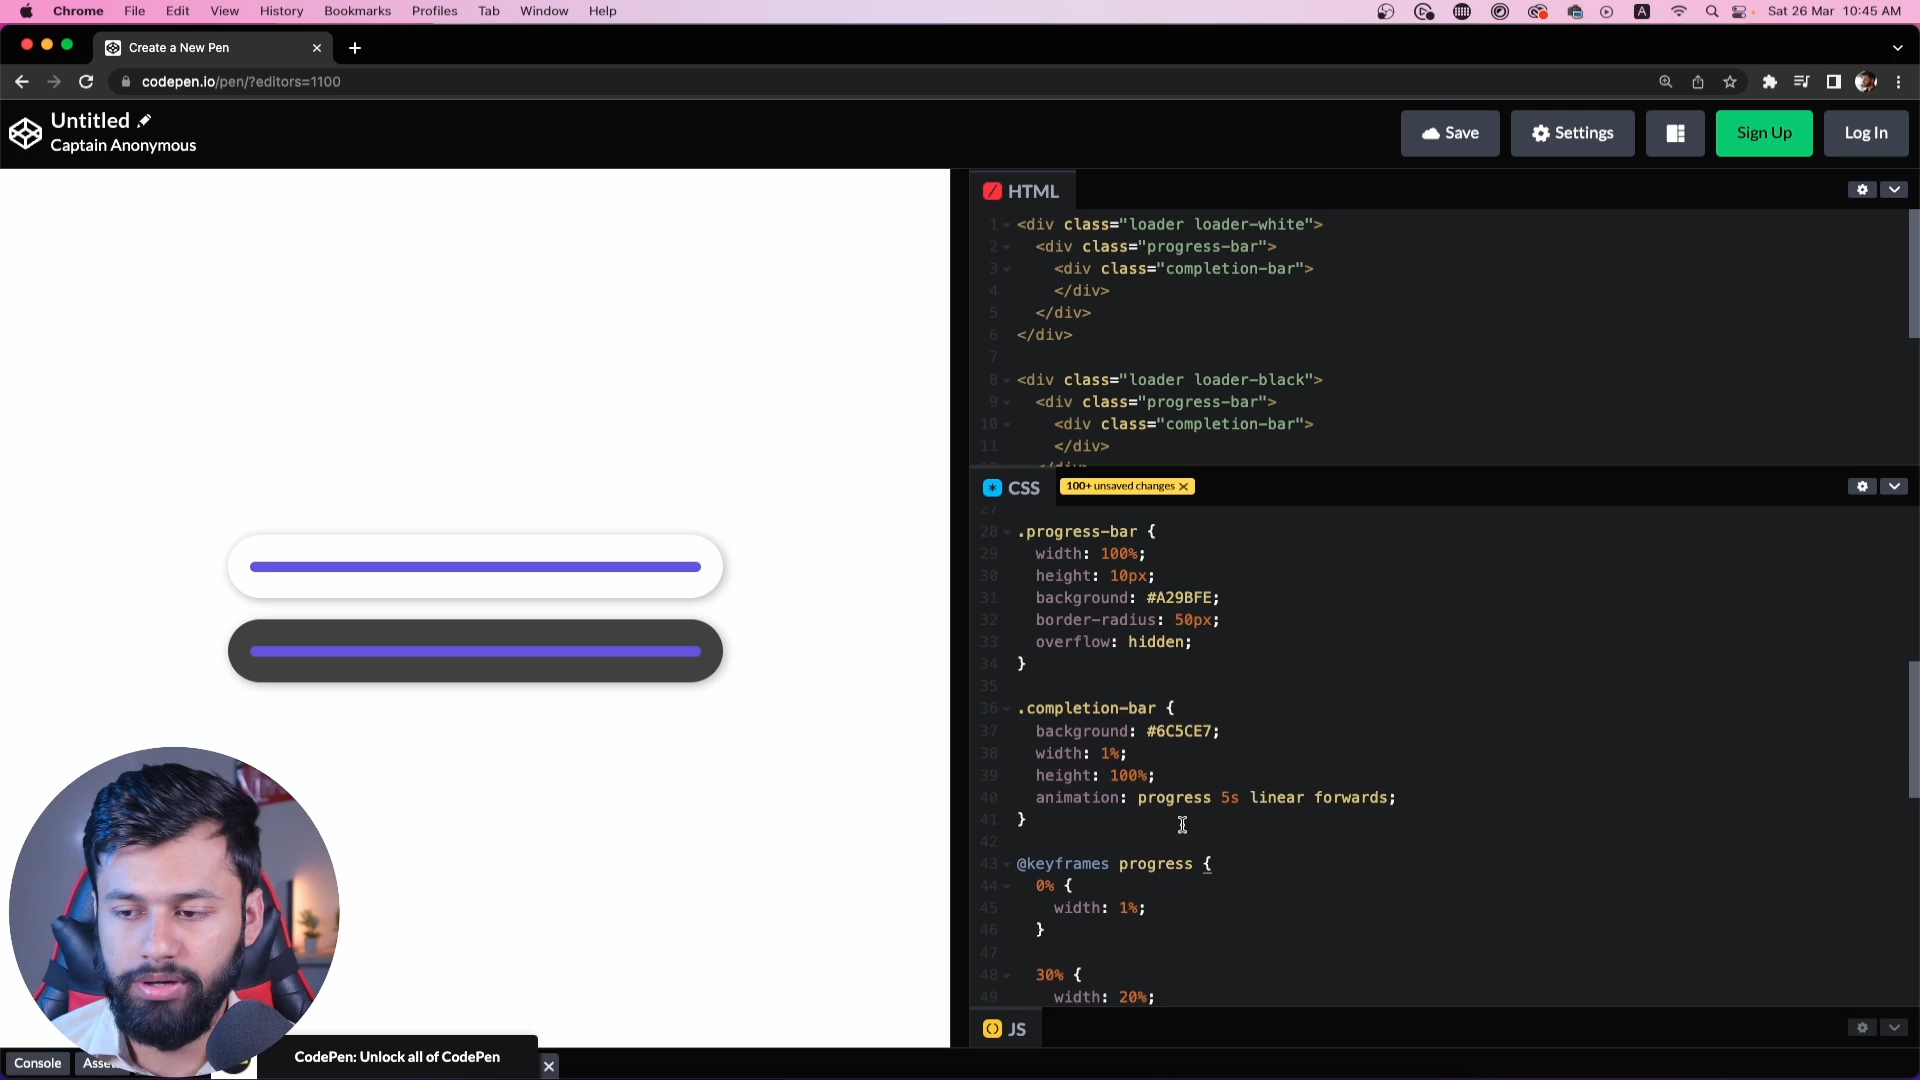 Chrome File Edit View History Bookmarks Profiles Tab Window Help A Sat 26 Mar 10:45 AM
Create a New Pen
codepen.io/pen/?editors=1100
Untitled
Captain Anonymous
Save Settings Sign Up Log In
HTML
1 <div class="loader loader-white">
2 <div class="progress-bar">
3 <div class="completion-bar">
4 </div>
5 </div>
6 </div>
7
8 <div class="loader loader-black">
9 <div class="progress-bar">
10 <div class="completion-bar">
11 </div>
12 </div>
CSS 100+ unsaved changes
27
28 .progress-bar {
29 width: 100%;
30 height: 10px;
31 background: #A29BFE;
32 border-radius: 50px;
33 overflow: hidden;
34 }
35
36 .completion-bar {
37 background: #6C5CE7;
38 width: 1%;
39 height: 100%;
40 animation: progress 5s linear forwards;
41 }
42
43 @keyframes progress {
44 0% {
45 width: 1%;
46 }
47
48 30% {
49 width: 20%;
JS
CodePen: Unlock all of CodePen
Console